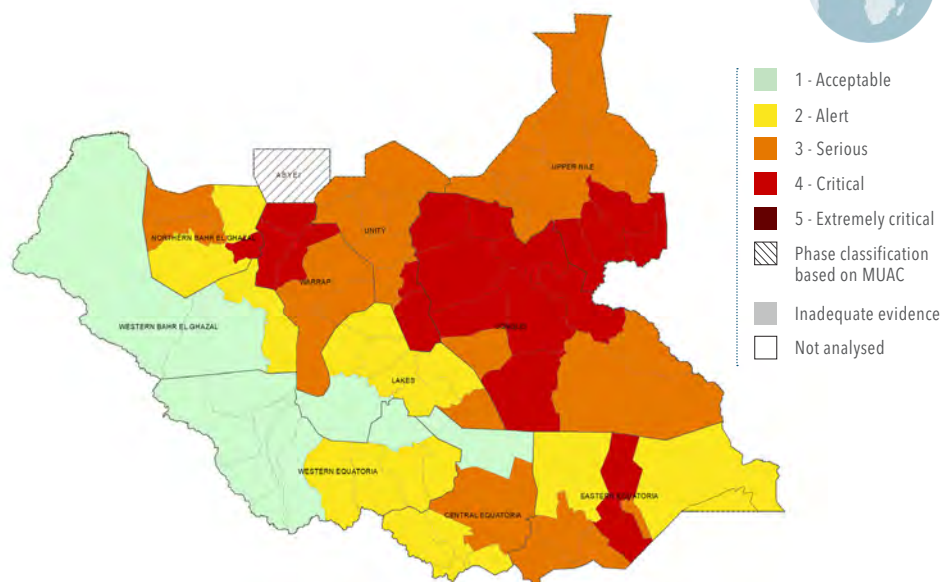 1 - Acceptable
2 - Alert
3 - Serious
4 - Critical
5 - Extremely critical
Phase classification
based on MUAC
Inadequate evidence
Not analysed
ABYEI
UPPER NILE
NORTHERN BAHR EL GHAZAL
UNITY
WARRAP
WESTERN BAHR EL GHAZAL
JONGLEI
LAKES
WESTERN EQUATORIA
EASTERN EQUATORIA
CENTRAL EQUATORIA